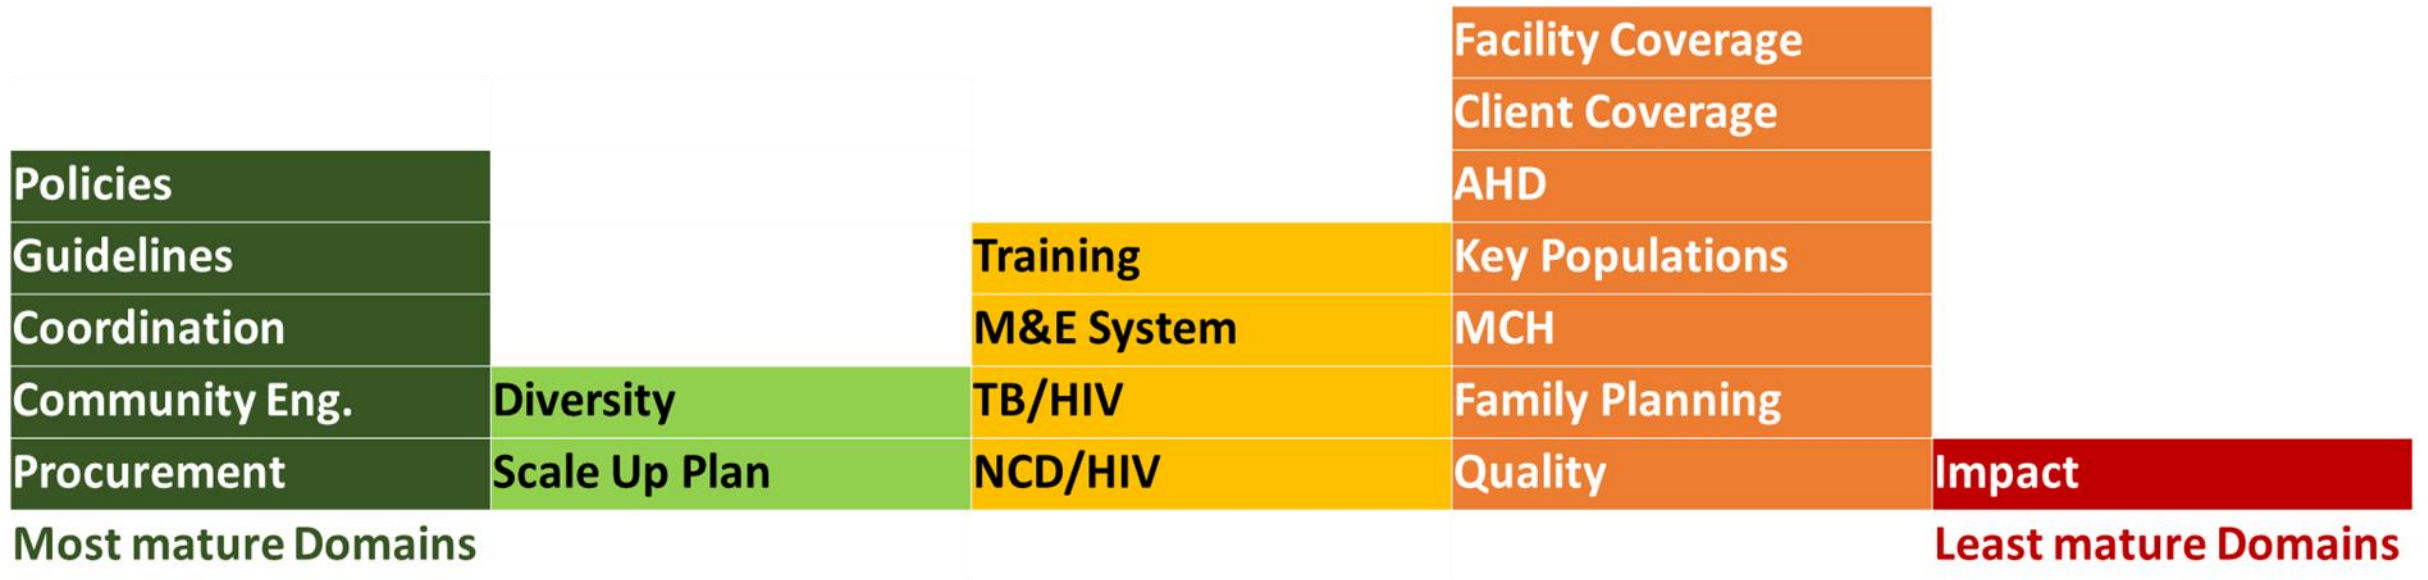 Policies
Guidelines
Coordination
Community Eng.
Procurement
Most mature Domains
Diversity
Scale Up Plan
Training
M&E System
TB/HIV
NCD/HIV
Facility Coverage
Client Coverage
AHD
Key Populations
MCH
Family Planning
Quality
Impact
Least mature Domains